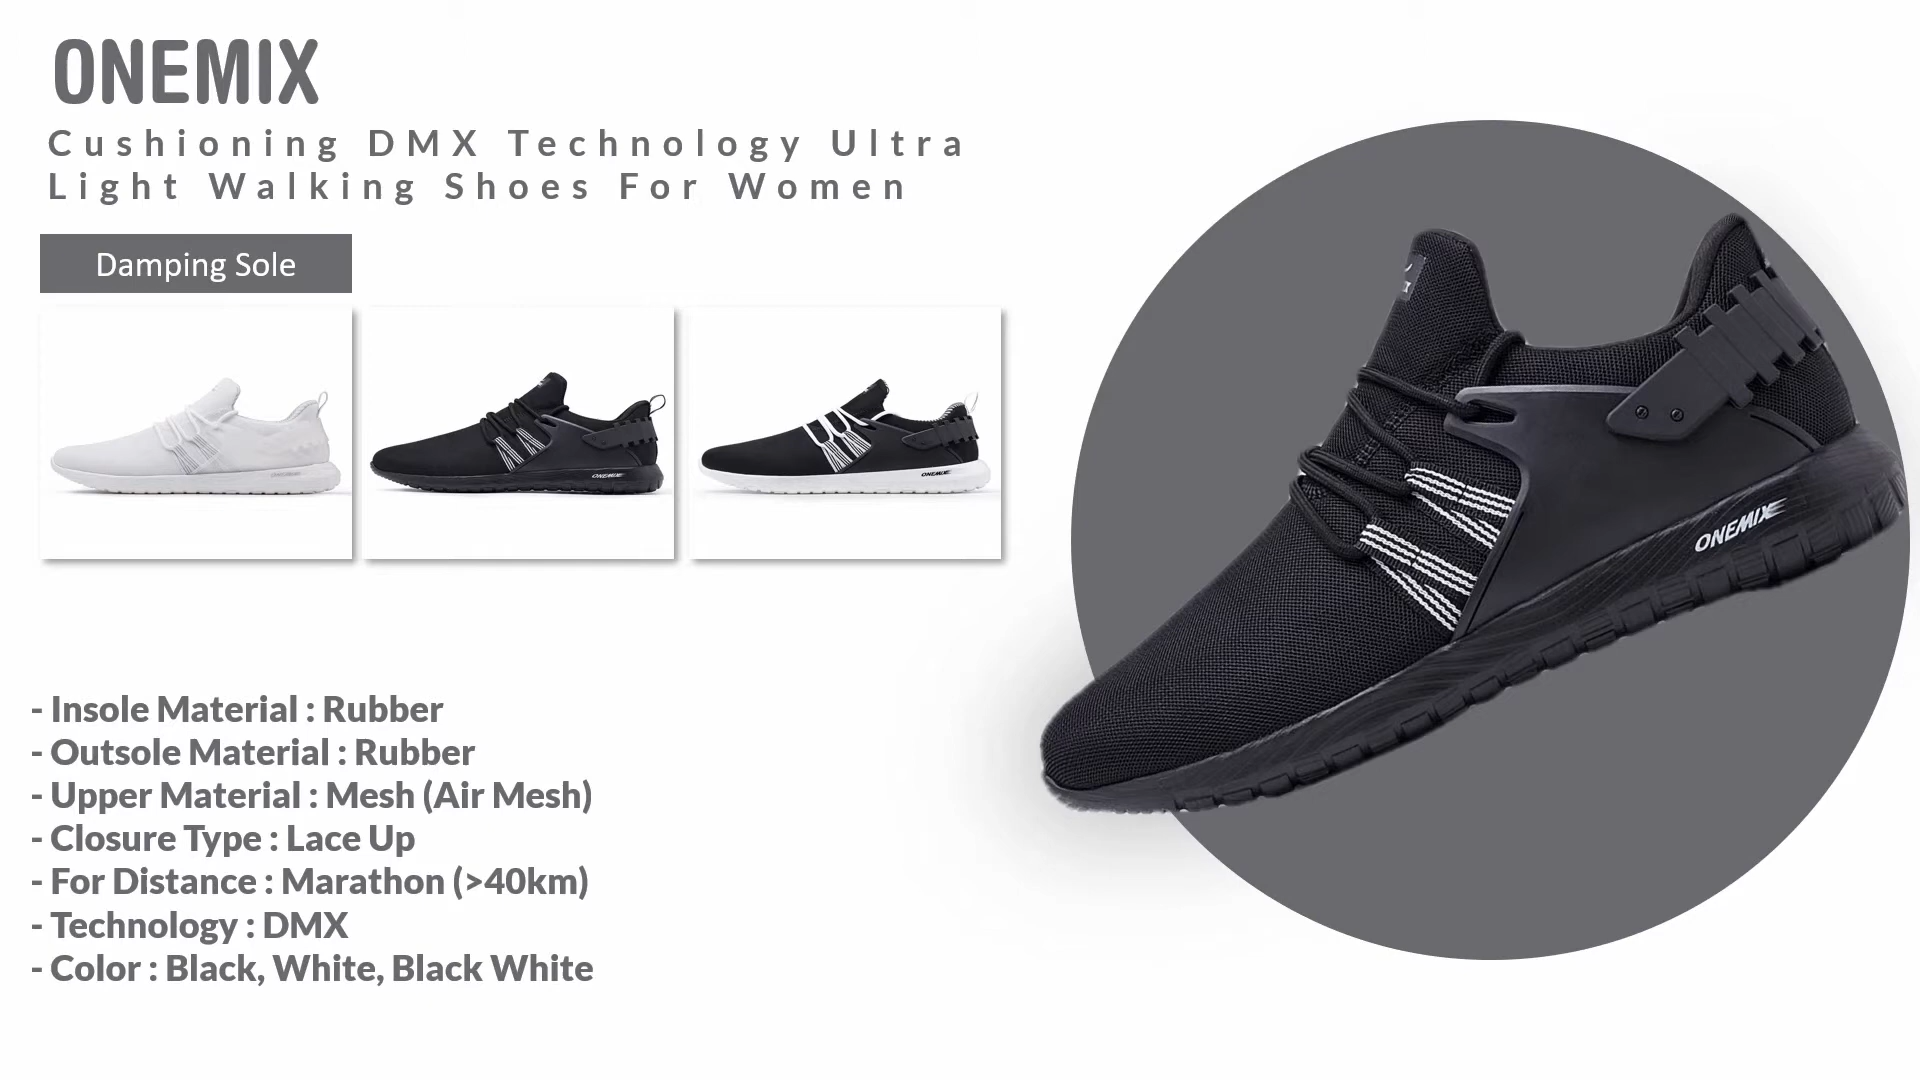 ONEMIX
Cushioning DMX Technology Ultra
Light Walking Shoes For Women
Damping Sole
ONEMIX
ONEMIX
ONEMIX
- Insole Material : Rubber
- Outsole Material : Rubber
- Upper Material : Mesh (Air Mesh)
- Closure Type : Lace Up
- For Distance : Marathon (>40km)
- Technology : DMX
- Color : Black, White, Black White
ONEMIX